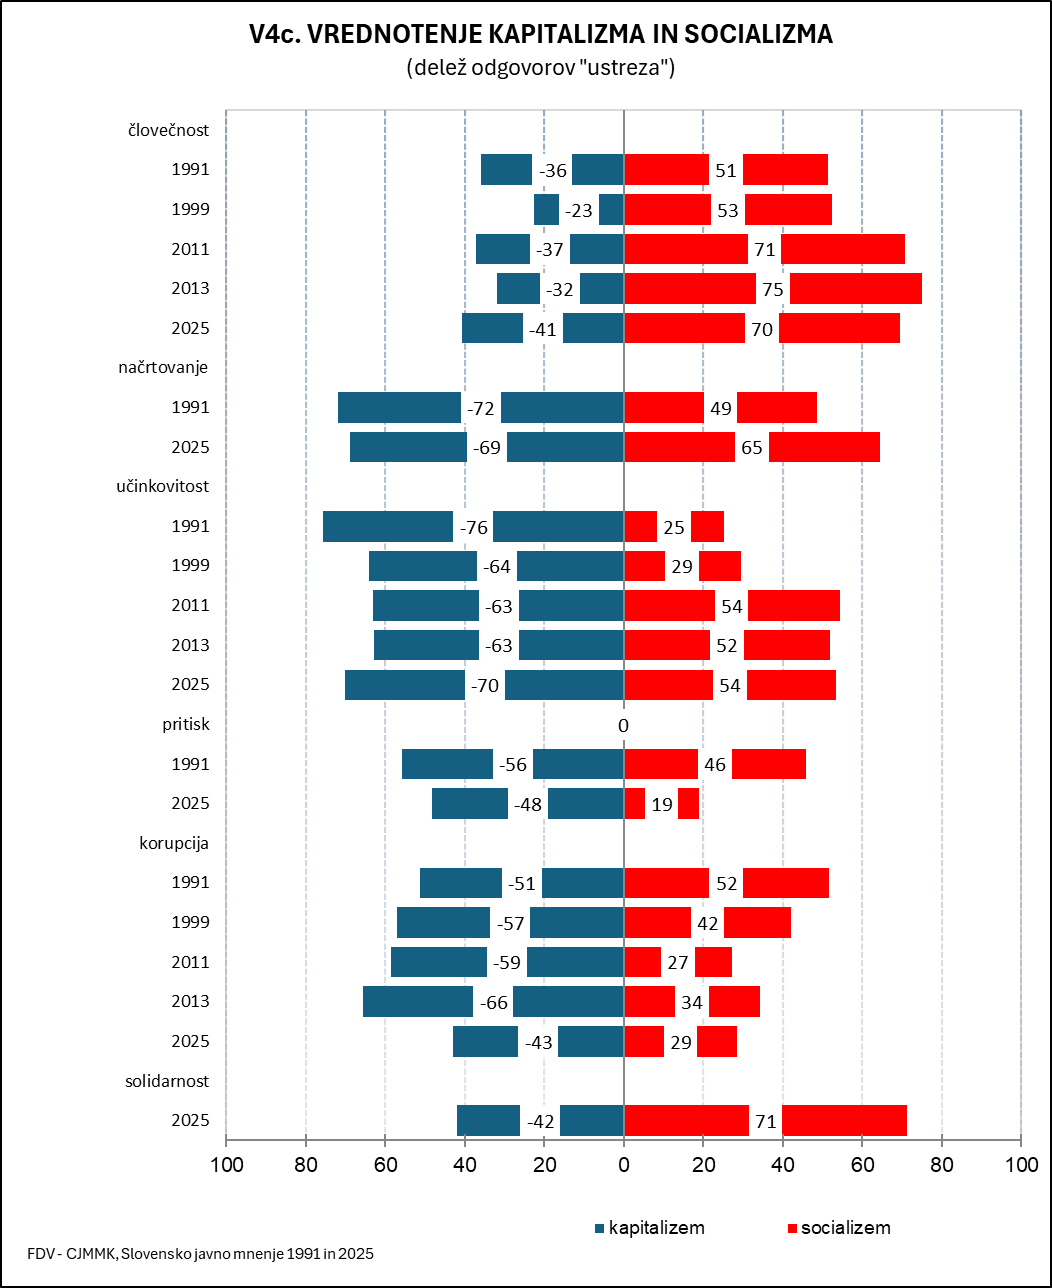 V4c. VREDNOTENJE KAPITALIZMA IN SOCIALIZMA
(delež odgovorov "ustreza")
človečnost
1991 -36 51
1999 -23 53
2011 -37 71
2013 -32 75
2025 -41 70
načrtovanje
1991 -72 49
2025 -69 65
učinkovitost
1991 -76 25
1999 -64 29
2011 -63 54
2013 -63 52
2025 -70 54
pritisk 0
1991 -56 46
2025 -48 19
korupcija
1991 -51 52
1999 -57 42
2011 -59 27
2013 -66 34
2025 -43 29
solidarnost
2025 -42 71
100 80 60 40 20 0 20 40 60 80 100
kapitalizem socializem
FDV - CJMMK, Slovensko javno mnenje 1991 in 2025